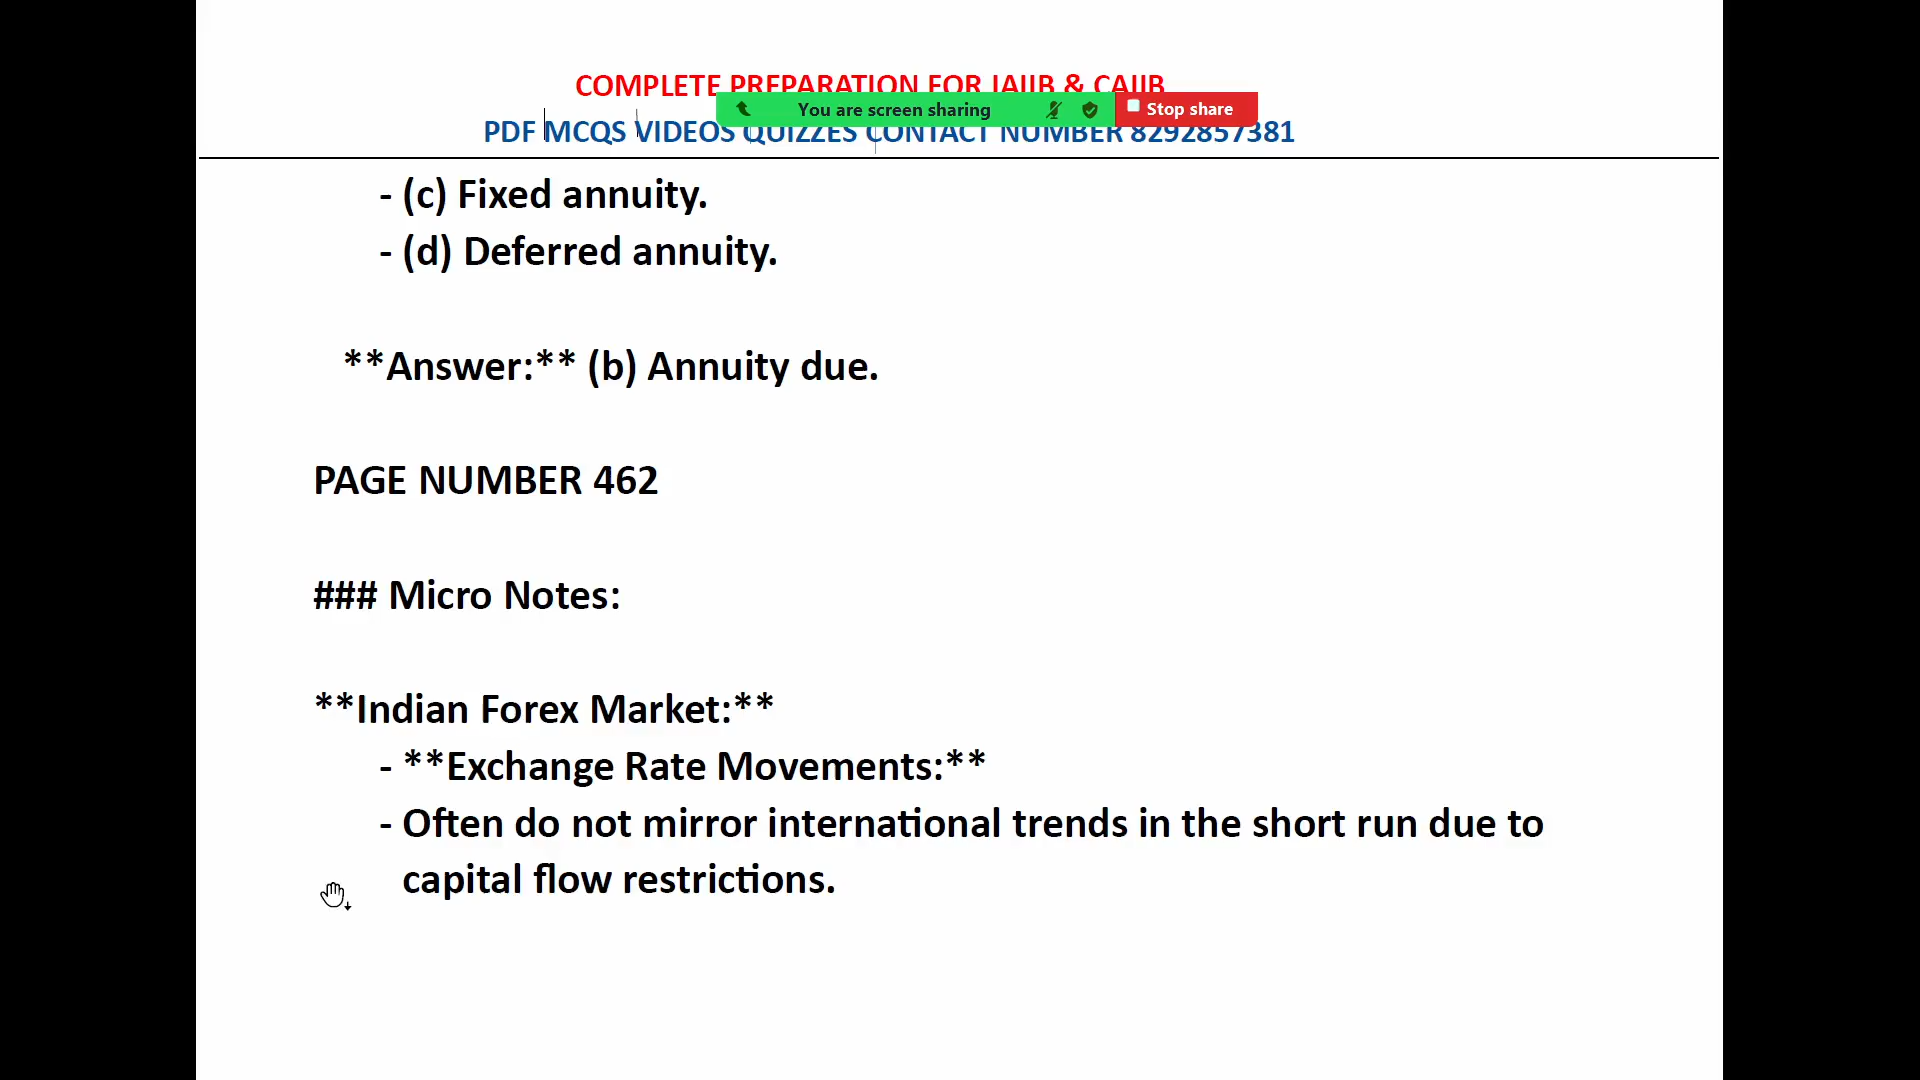 COMPLETE PREPARATION FOR JAIIB & CAIIB
You are screen sharing
Stop share
PDF MCQS VIDEOS QUIZZES CONTACT NUMBER 8292857381
- (c) Fixed annuity.
- (d) Deferred annuity.
**Answer:** (b) Annuity due.
PAGE NUMBER 462
### Micro Notes:
**Indian Forex Market:**
- **Exchange Rate Movements:**
- Often do not mirror international trends in the short run due to
capital flow restrictions.